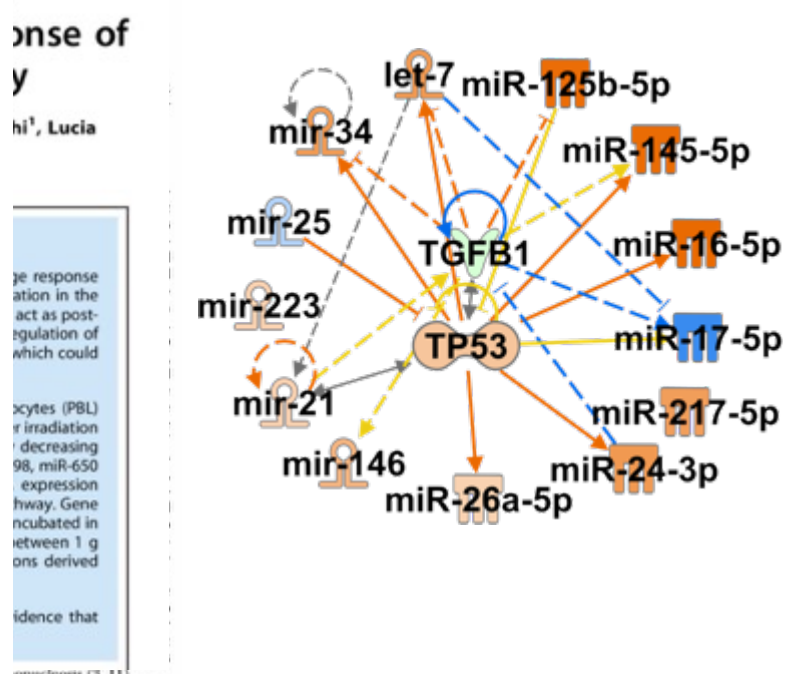 onse of
y
hi¹, Lucia
ge response
ation in the
act as post-
egulation of
which could
ocytes (PBL)
er irradiation
decreasing
98, miR-650
expression
hway. Gene
ncubated in
etween 1 g
ons derived
idence that
let-7
miR-125b-5p
mir-34
miR-145-5p
mir-25
TGFB1
miR-16-5p
mir-223
TP53
miR-17-5p
mir-21
miR-217-5p
mir-146
miR-24-3p
miR-26a-5p